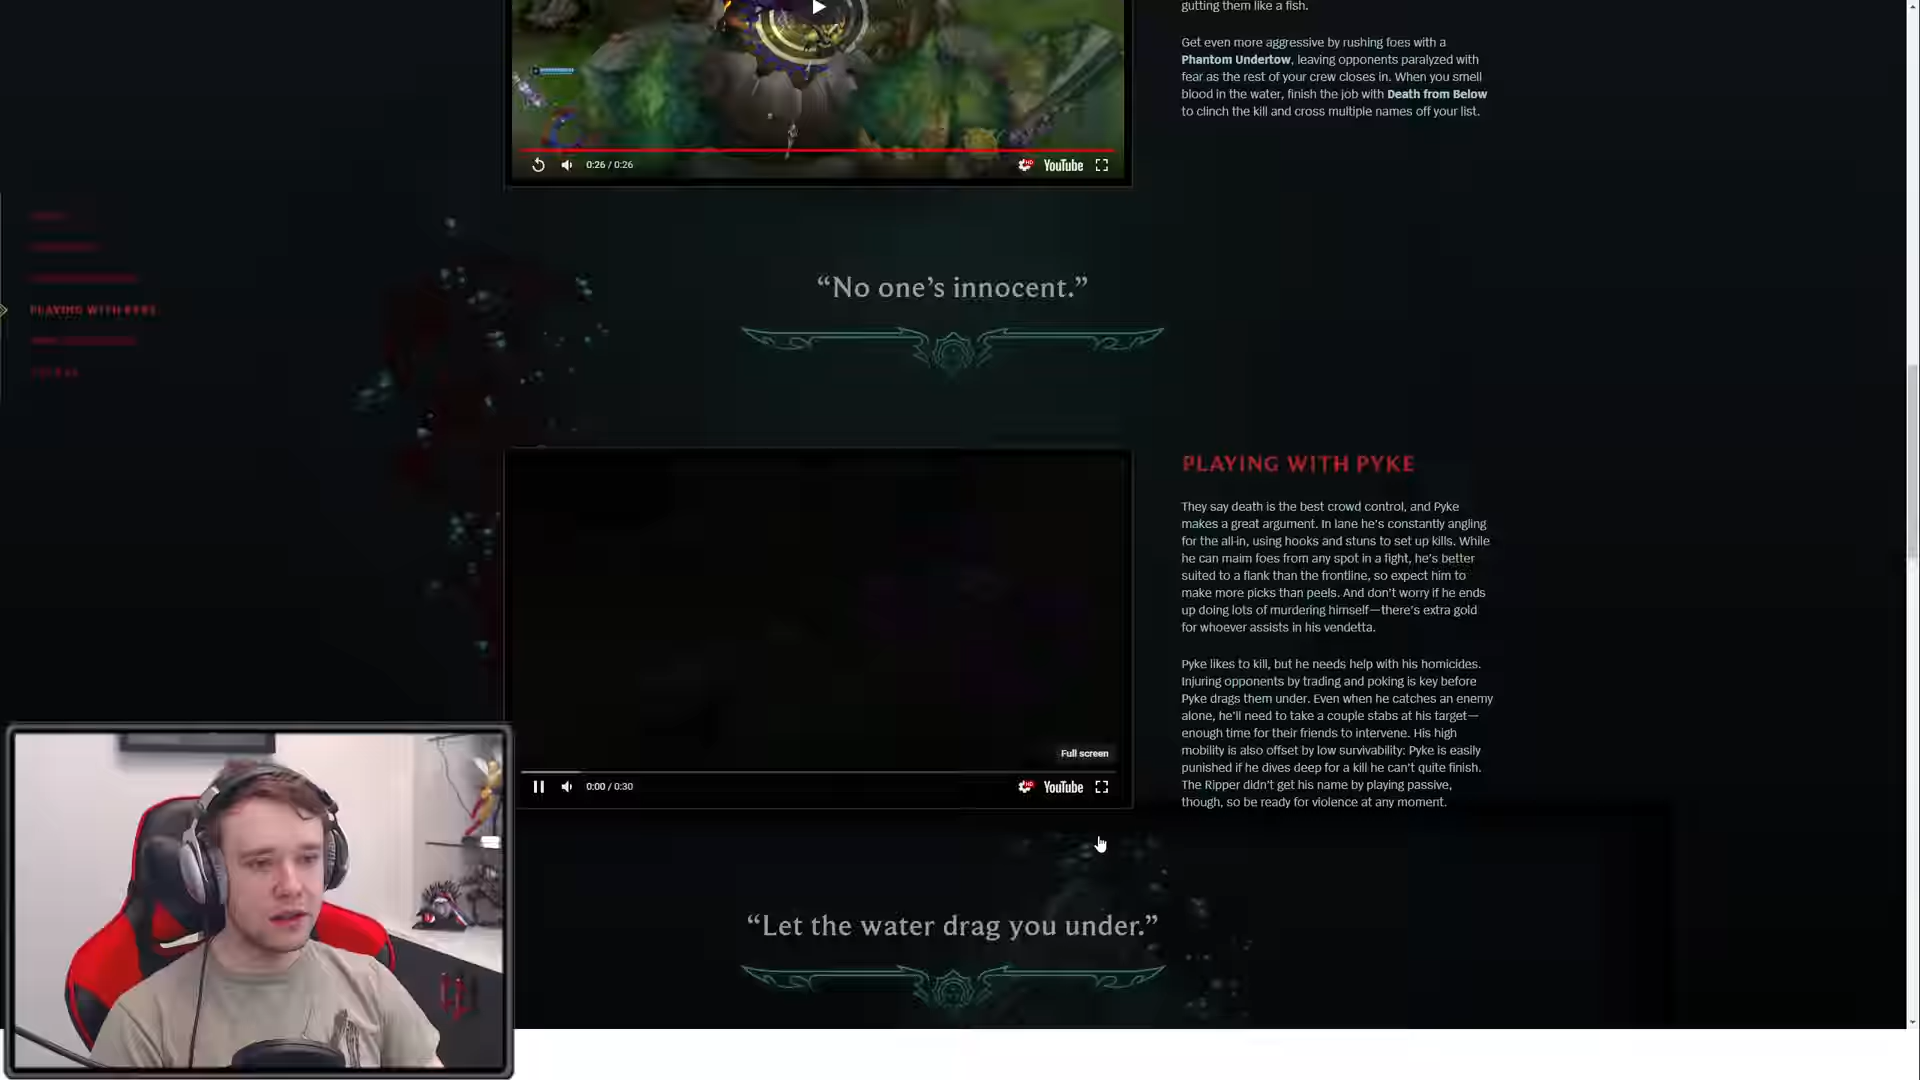 gutting them like a fish.
Get even more aggressive by rushing foes with a
Phantom Undertow, leaving opponents paralyzed with
fear as the rest of your crew closes in. When you smell
blood in the water, finish the job with Death from Below
to clinch the kill and cross multiple names off your list.
0:26 / 0:26
HD
YouTube
“No one’s innocent.”
PLAYING WITH PYKE
PLAYING WITH PYKE
They say death is the best crowd control, and Pyke
makes a great argument. In lane he’s constantly angling
for the all-in, using hooks and stuns to set up kills. While
he can maim foes from any spot in a fight, he’s better
suited to a flank than the frontline, so expect him to
make more picks than peels. And don’t worry if he ends
up doing lots of murdering himself—there’s extra gold
for whoever assists in his vendetta.
Pyke likes to kill, but he needs help with his homicides.
Injuring opponents by trading and poking is key before
Pyke drags them under. Even when he catches an enemy
alone, he’ll need to take a couple stabs at his target—
enough time for their friends to intervene. His high
mobility is also offset by low survivability: Pyke is easily
punished if he dives deep for a kill he can’t quite finish.
The Ripper didn’t get his name by playing passive,
though, so be ready for violence at any moment.
Full screen
0:00 / 0:30
HD
YouTube
“Let the water drag you under.”